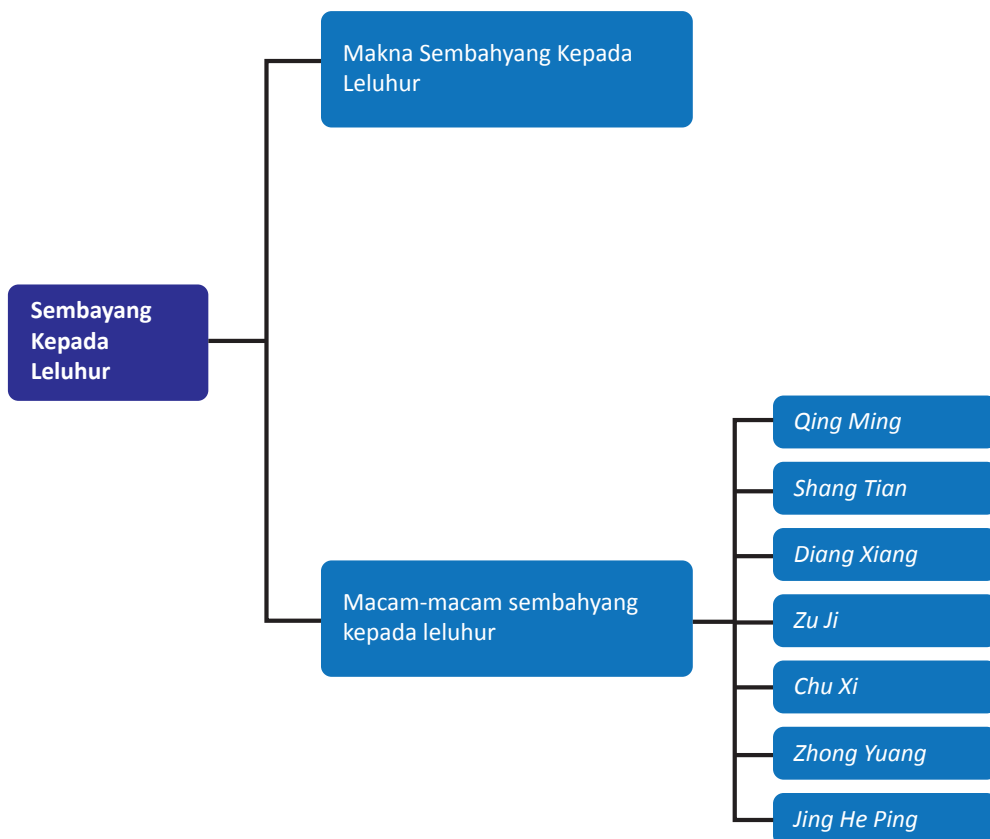 Makna Sembahyang Kepada
Leluhur
Sembayang
Kepada
Leluhur
Macam-macam sembahyang
kepada leluhur
Qing Ming
Shang Tian
Diang Xiang
Zu Ji
Chu Xi
Zhong Yuang
Jing He Ping